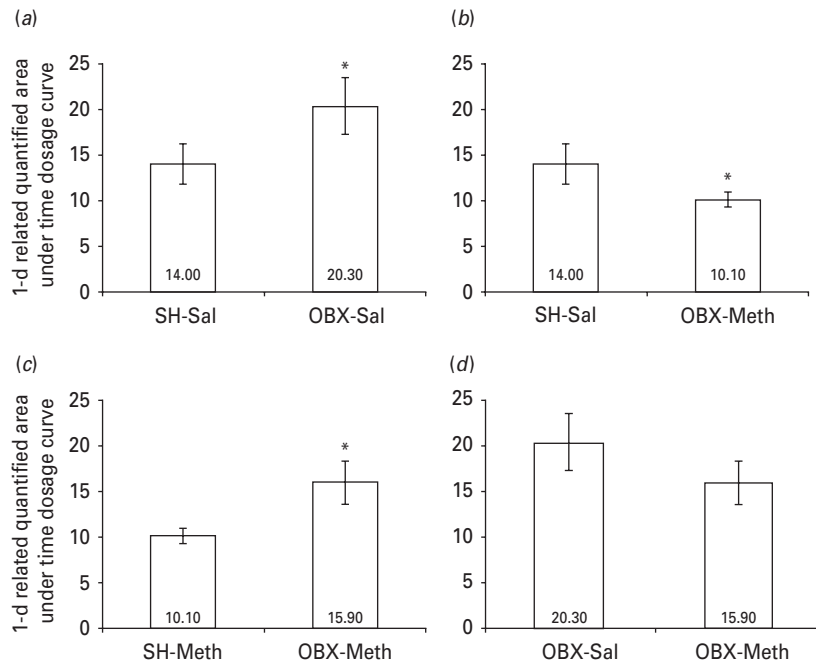 (a)
1-d related quantified area
under time dosage curve
25
20
15
10
5
0
*
14.00
20.30
SH-Sal
OBX-Sal
(b)
25
20
15
10
5
0
*
14.00
10.10
SH-Sal
OBX-Meth
(c)
1-d related quantified area
under time dosage curve
25
20
15
10
5
0
*
10.10
15.90
SH-Meth
OBX-Meth
(d)
25
20
15
10
5
0
20.30
15.90
OBX-Sal
OBX-Meth